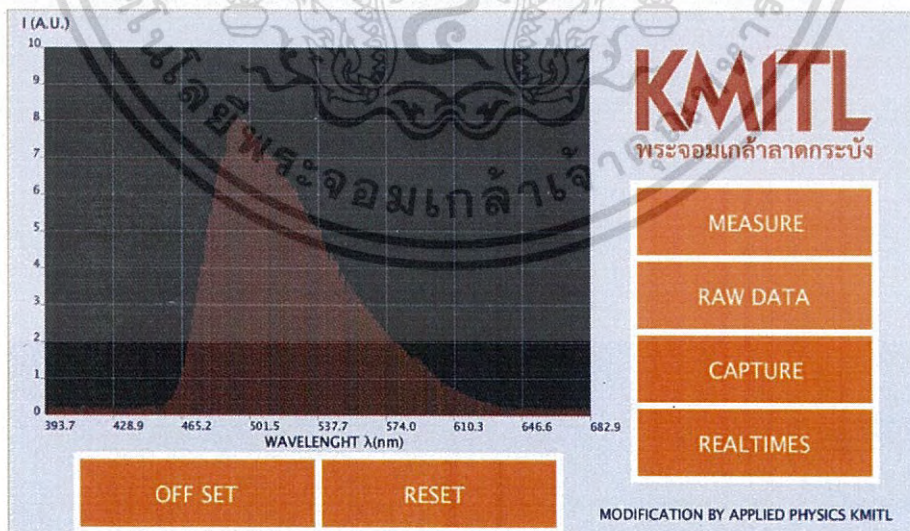 I (A.U.)
10
9
8
7
6
5
4
3
2
1
0
393.7 428.9 465.2 501.5 537.7 574.0 610.3 646.6 682.9
WAVELENGHT λ(nm)
KMITL
พระจอมเกล้าลาดกระบัง
MEASURE
RAW DATA
CAPTURE
REALTIMES
OFF SET RESET
MODIFICATION BY APPLIED PHYSICS KMITL